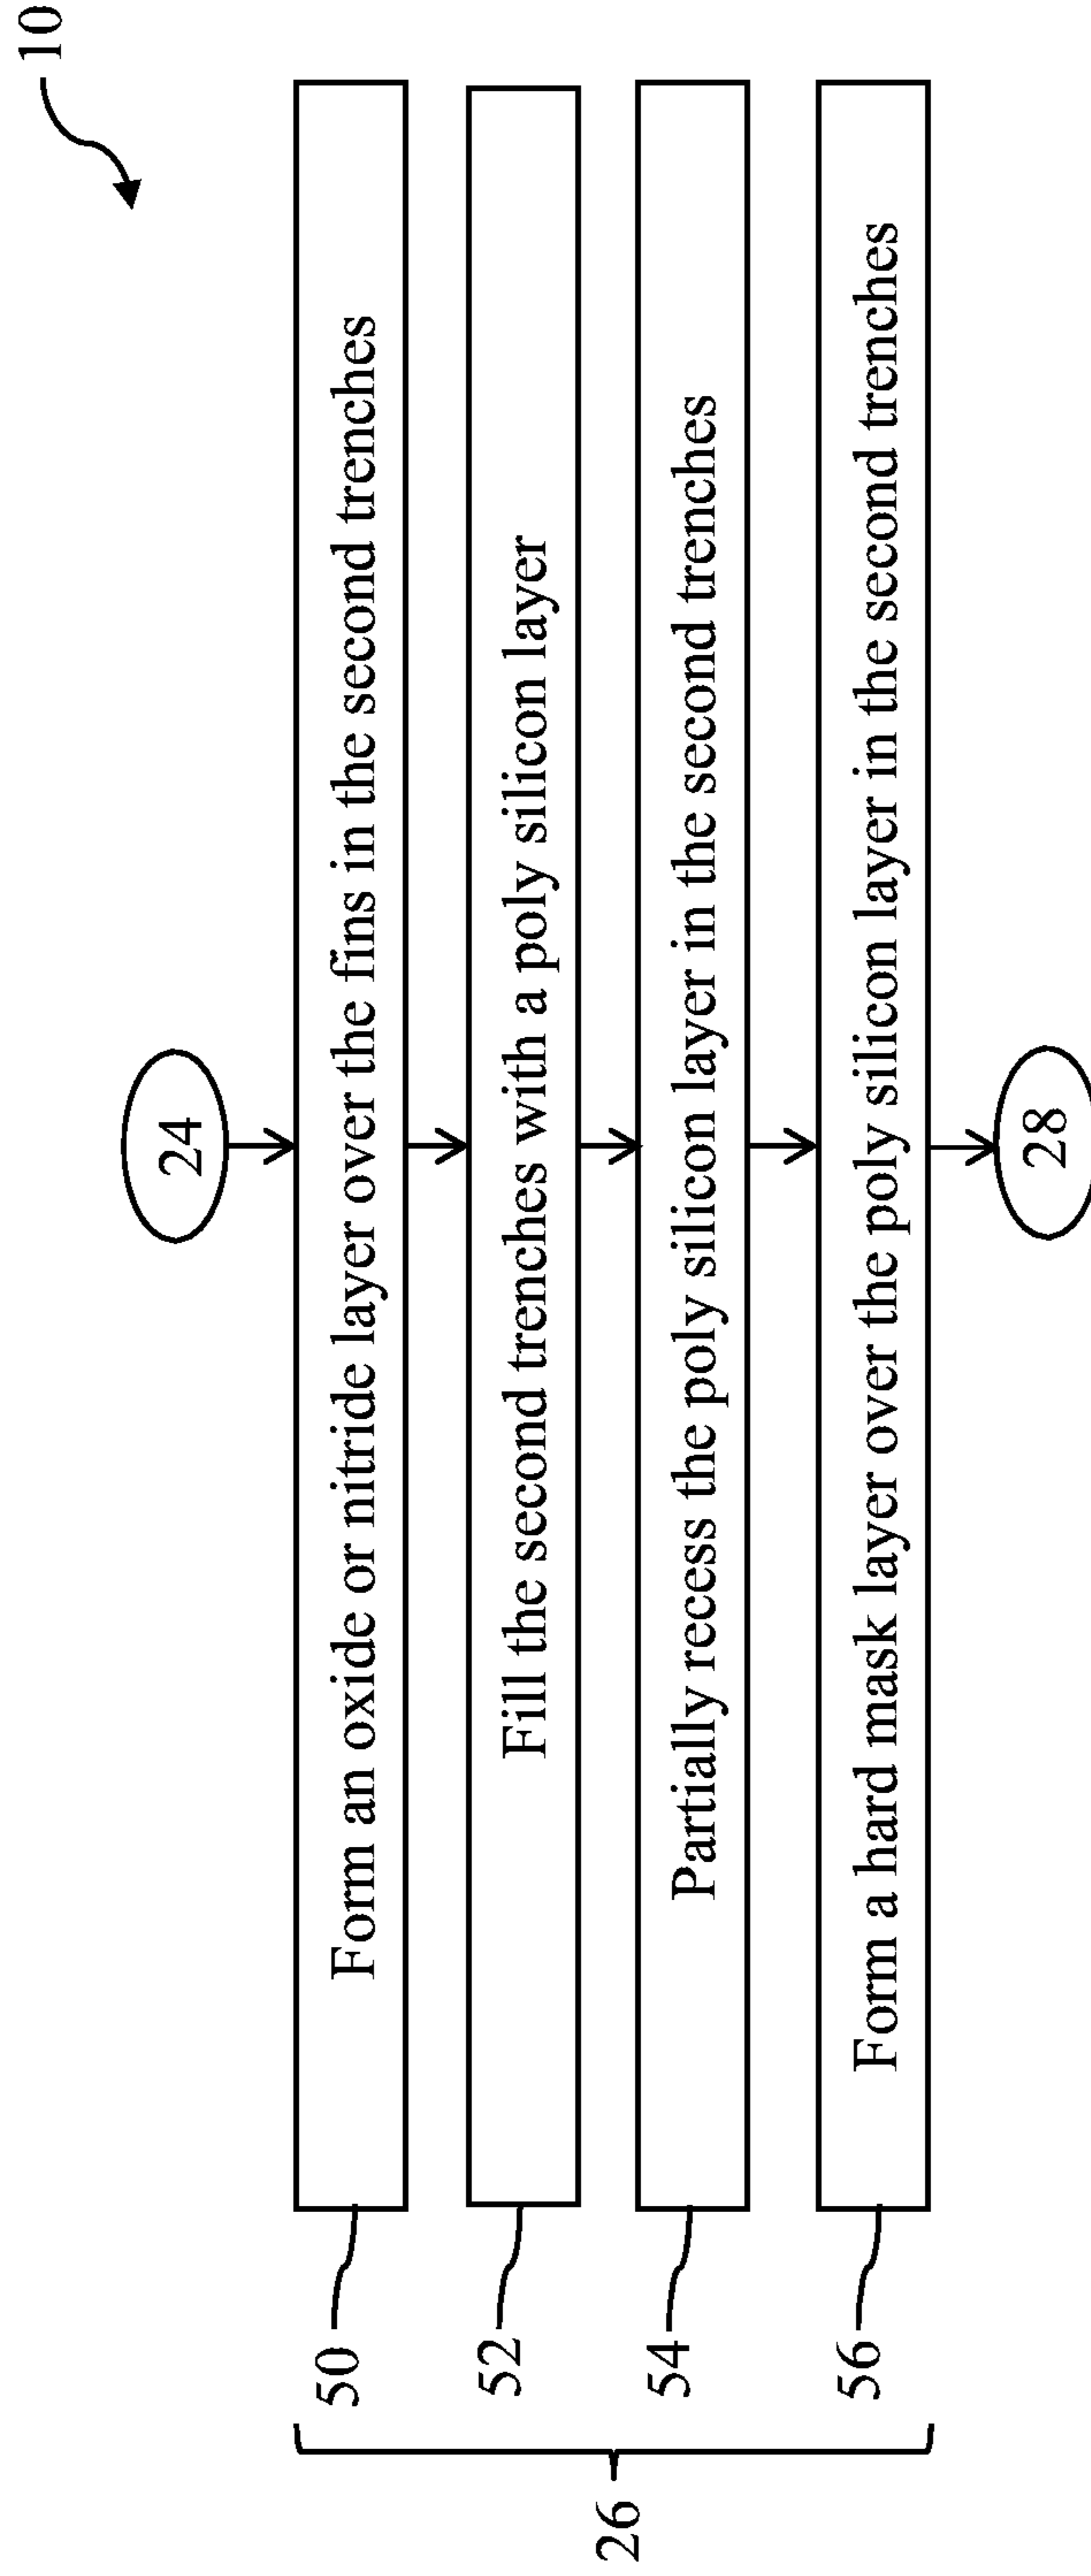 10
24
50
Form an oxide or nitride layer over the fins in the second trenches
52
Fill the second trenches with a poly silicon layer
54
Partially recess the poly silicon layer in the second trenches
56
Form a hard mask layer over the poly silicon layer in the second trenches
26
28